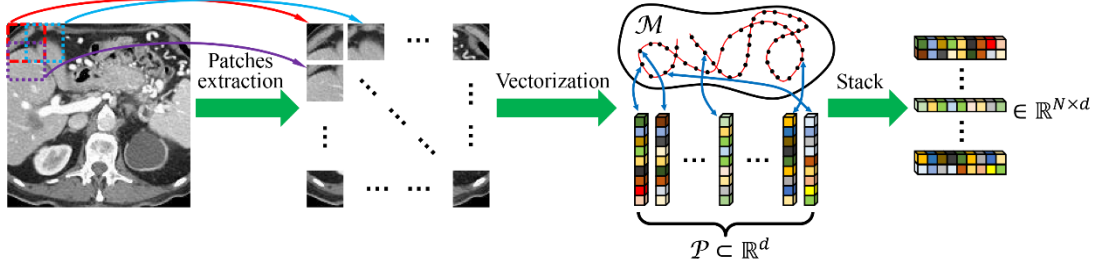 Patches
extraction
Vectorization
ℳ
𝒫 ⊂ ℝ^d
Stack
∈ ℝ^{N×d}